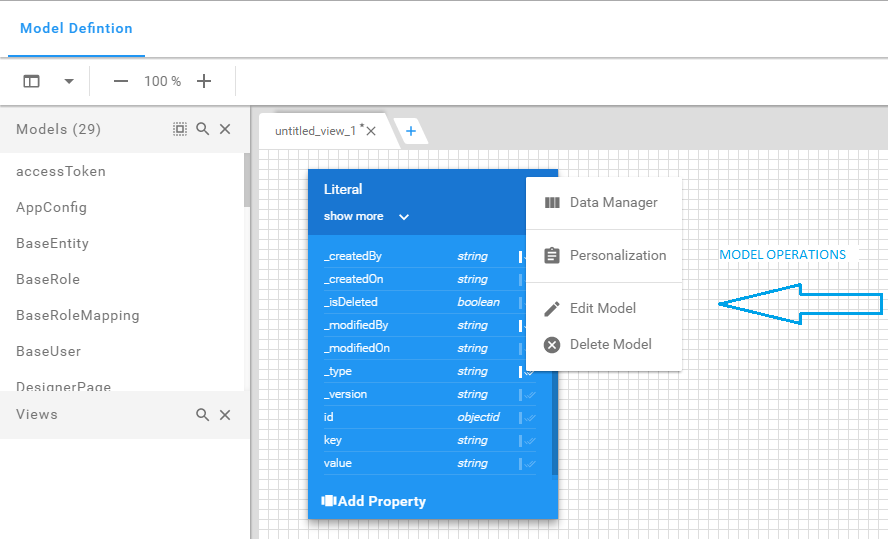 Model Defintion
100 %
Models (29)
accessToken
AppConfig
BaseEntity
BaseRole
BaseRoleMapping
BaseUser
DesignerPage
Views
untitled_view_1 *
+
Literal
show more
_createdBy string
_createdOn string
_isDeleted boolean
_modifiedBy string
_modifiedOn string
_type string
_version string
id objectid
key string
value string
Add Property
Data Manager
Personalization
Edit Model
Delete Model
MODEL OPERATIONS